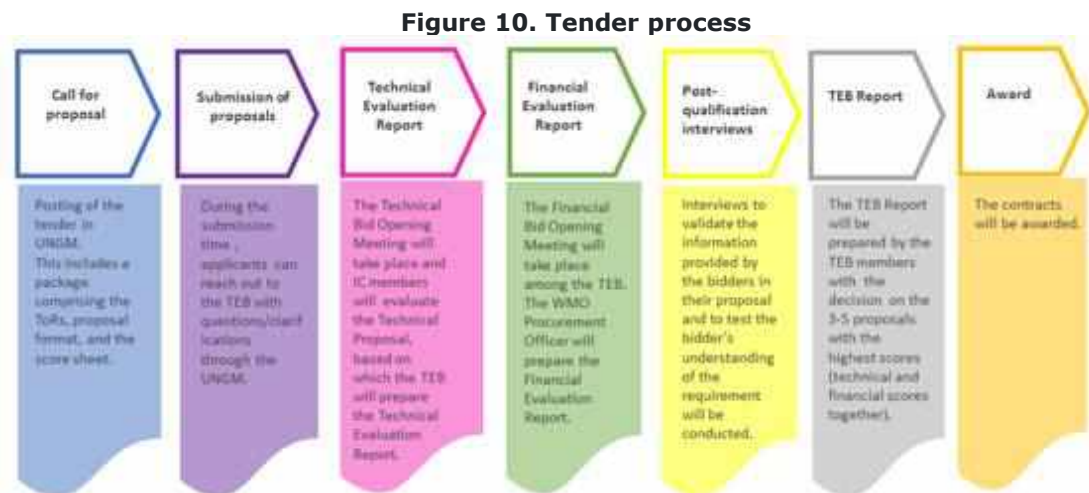 Figure 10. Tender process
Call for
proposal
Submission of
proposals
Technical
Evaluation
Report
Financial
Evaluation
Report
Post-
qualification
interviews
TEB Report
Award
Posting of the
tender in
UNGM.
This includes a
package
comprising the
ToRs, proposal
format, and the
score sheet.
During the
submission
time ,
applicants can
reach out to
the TEB with
questions/clarif
ications
through the
UNGM.
The Technical
Bid Opening
Meeting will
take place and
IC members
will evaluate
the Technical
Proposal,
based on
which the TEB
will prepare
the Technical
Evaluation
Report.
The Financial
Bid Opening
Meeting will
take place
among the TEB.
The WMO
Procurement
Officer will
prepare the
Financial
Evaluation
Report.
Interviews to
validate the
information
provided by
the bidders in
their proposal
and to test the
bidder's
understanding
of the
requirement
will be
conducted.
The TEB Report
will be
prepared by the
TEB members
with the
decision on the
3-5 proposals
with the
highest scores
(technical and
financial scores
together).
The contracts
will be awarded.